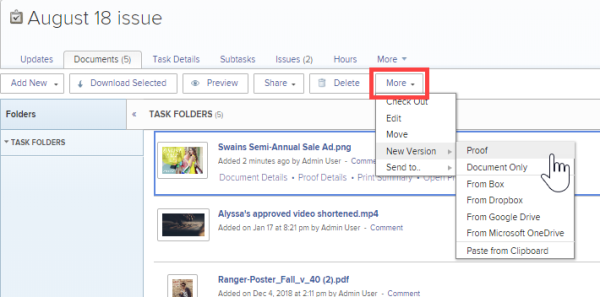 August 18 issue
Updates Documents (5) Task Details Subtasks Issues (2) Hours More
Add New Download Selected Preview Share Delete More
Folders « TASK FOLDERS (5)
TASK FOLDERS
Check Out
Edit
Move
New Version
Send to..
Proof
Document Only
From Box
From Dropbox
From Google Drive
From Microsoft OneDrive
Paste from Clipboard
Swains Semi-Annual Sale Ad.png
Added 2 minutes ago by Admin User - Comment
Document Details • Proof Details • Print Summary • Open
Alyssa's approved video shortened.mp4
Added on Jan 17 at 8:21 pm by Admin User - Comment
Ranger-Poster_Fall_v_40 (2).pdf
Added on Dec 4, 2018 at 2:11 pm by Admin User - Comment